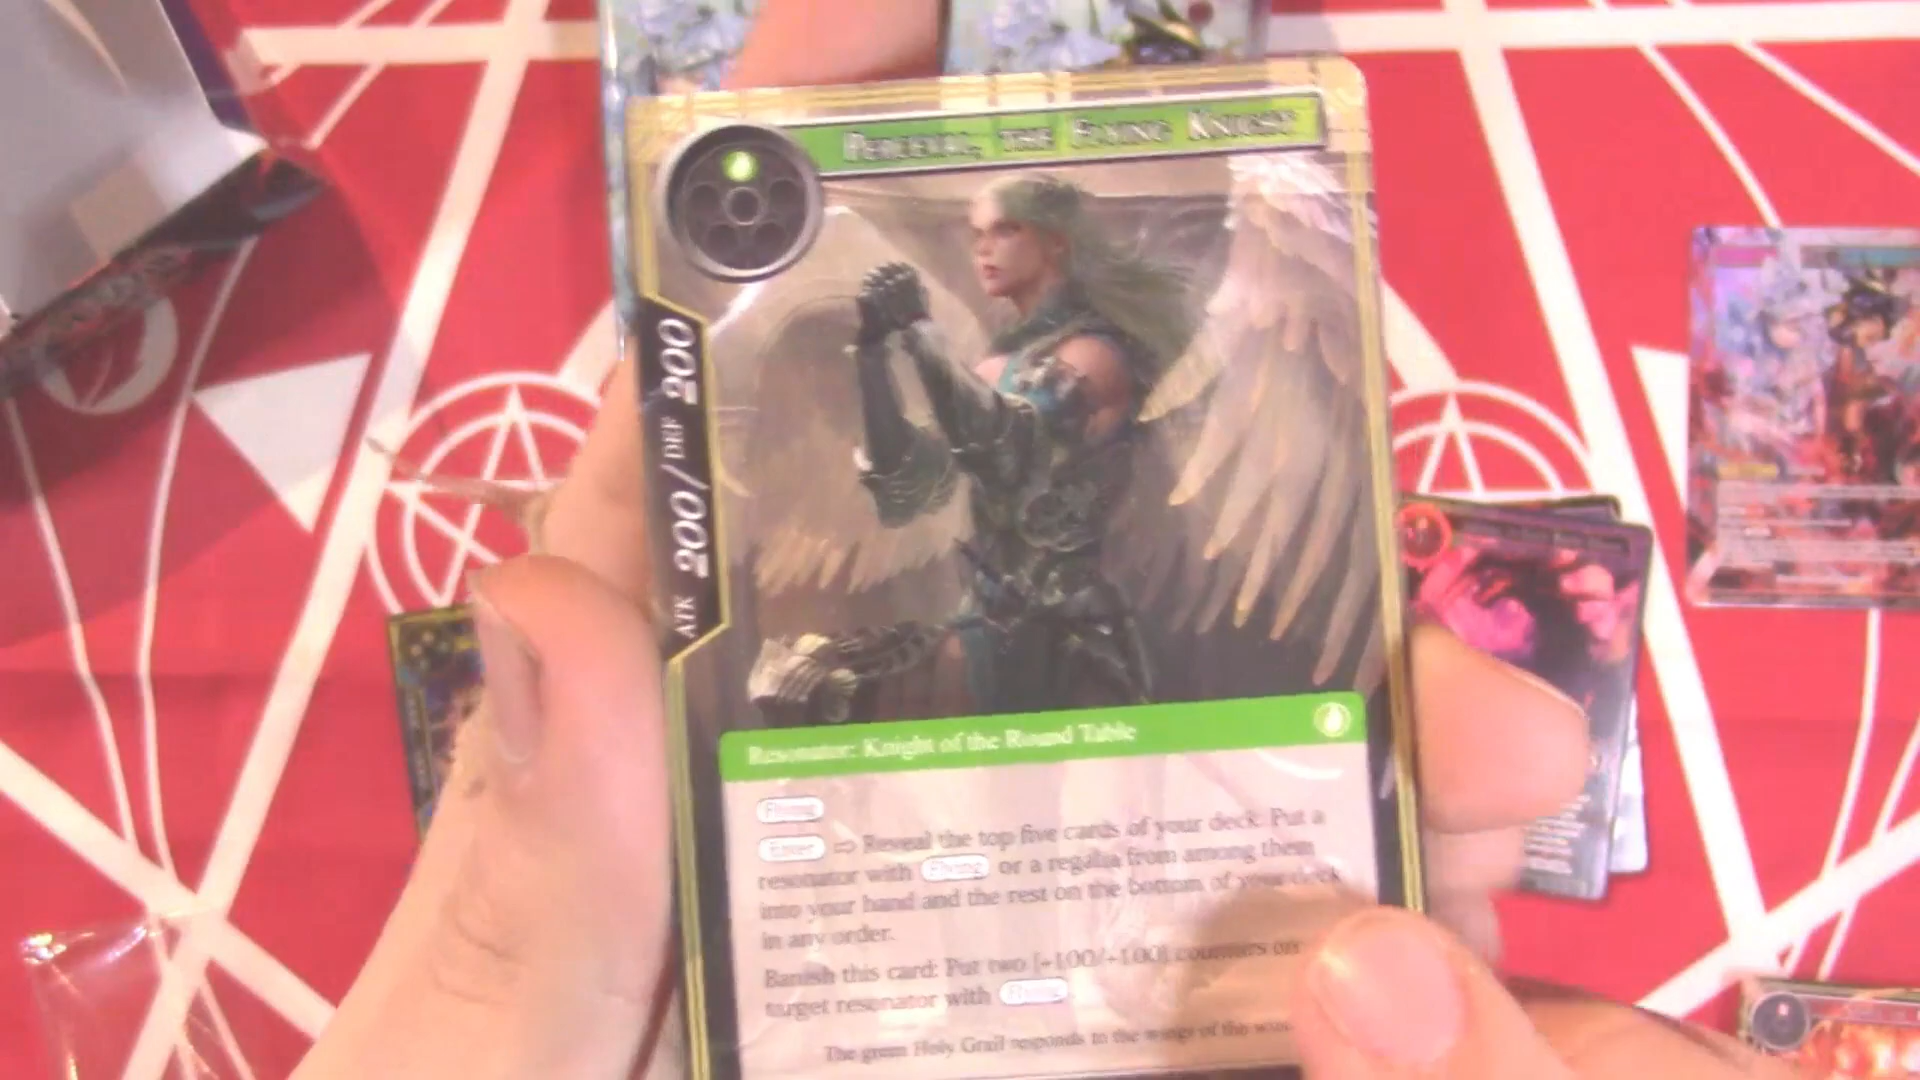 Perceval, the Flying Knight
ATK 200/DEF 200
Resonator: Knight of the Round Table
Flying
Enter ⇨ Reveal the top five cards of your deck. Put a
resonator with Flying or a regalia from among them
into your hand and the rest on the bottom of your deck
in any order.
Banish this card: Put two [+100/+100] counters on
target resonator with Flying.
The green Holy Grail responds to the wings of the